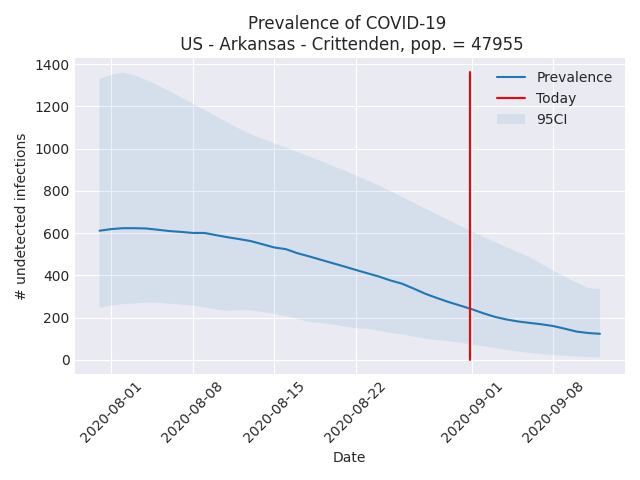 Prevalence of COVID-19
US - Arkansas - Crittenden, pop. = 47955
# undetected infections
1400
1200
1000
800
600
400
200
0
Prevalence
Today
95CI
2020-08-01
2020-08-08
2020-08-15
2020-08-22
2020-09-01
2020-09-08
Date